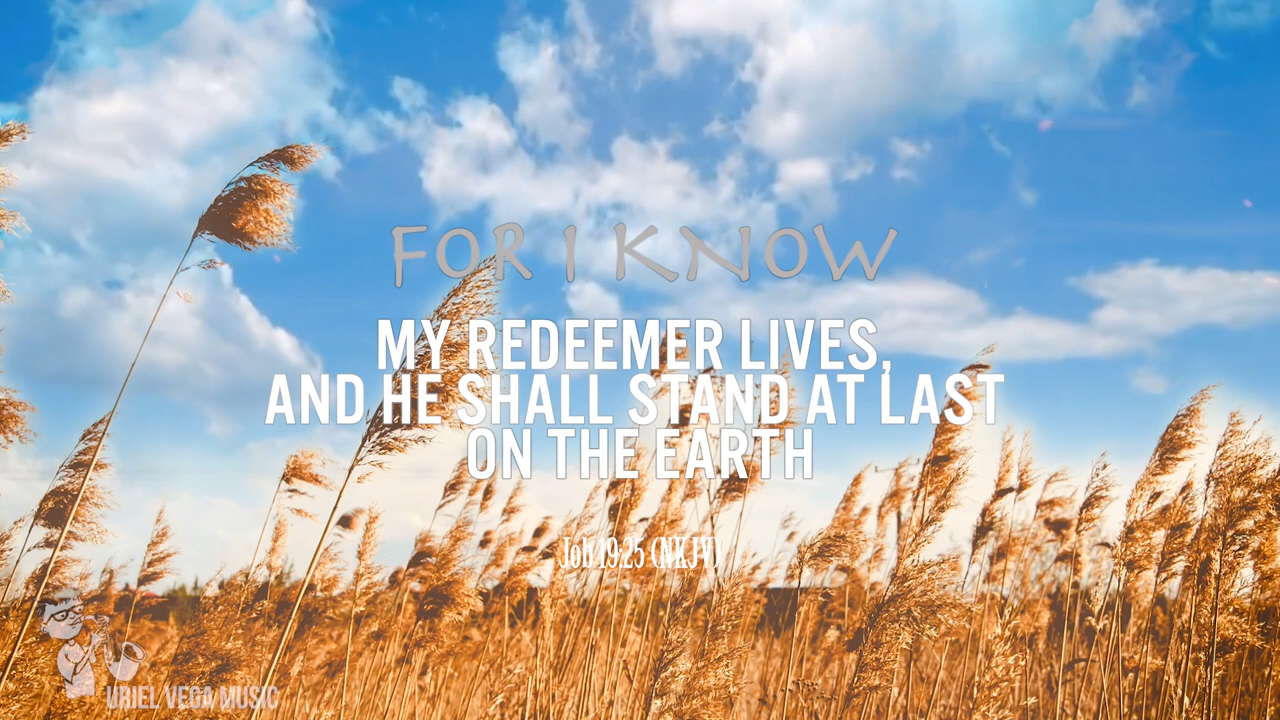 FOR I KNOW
MY REDEEMER LIVES,
AND HE SHALL STAND AT LAST
ON THE EARTH
Job 19:25 (NKJV)
URIEL VEGA MUSIC